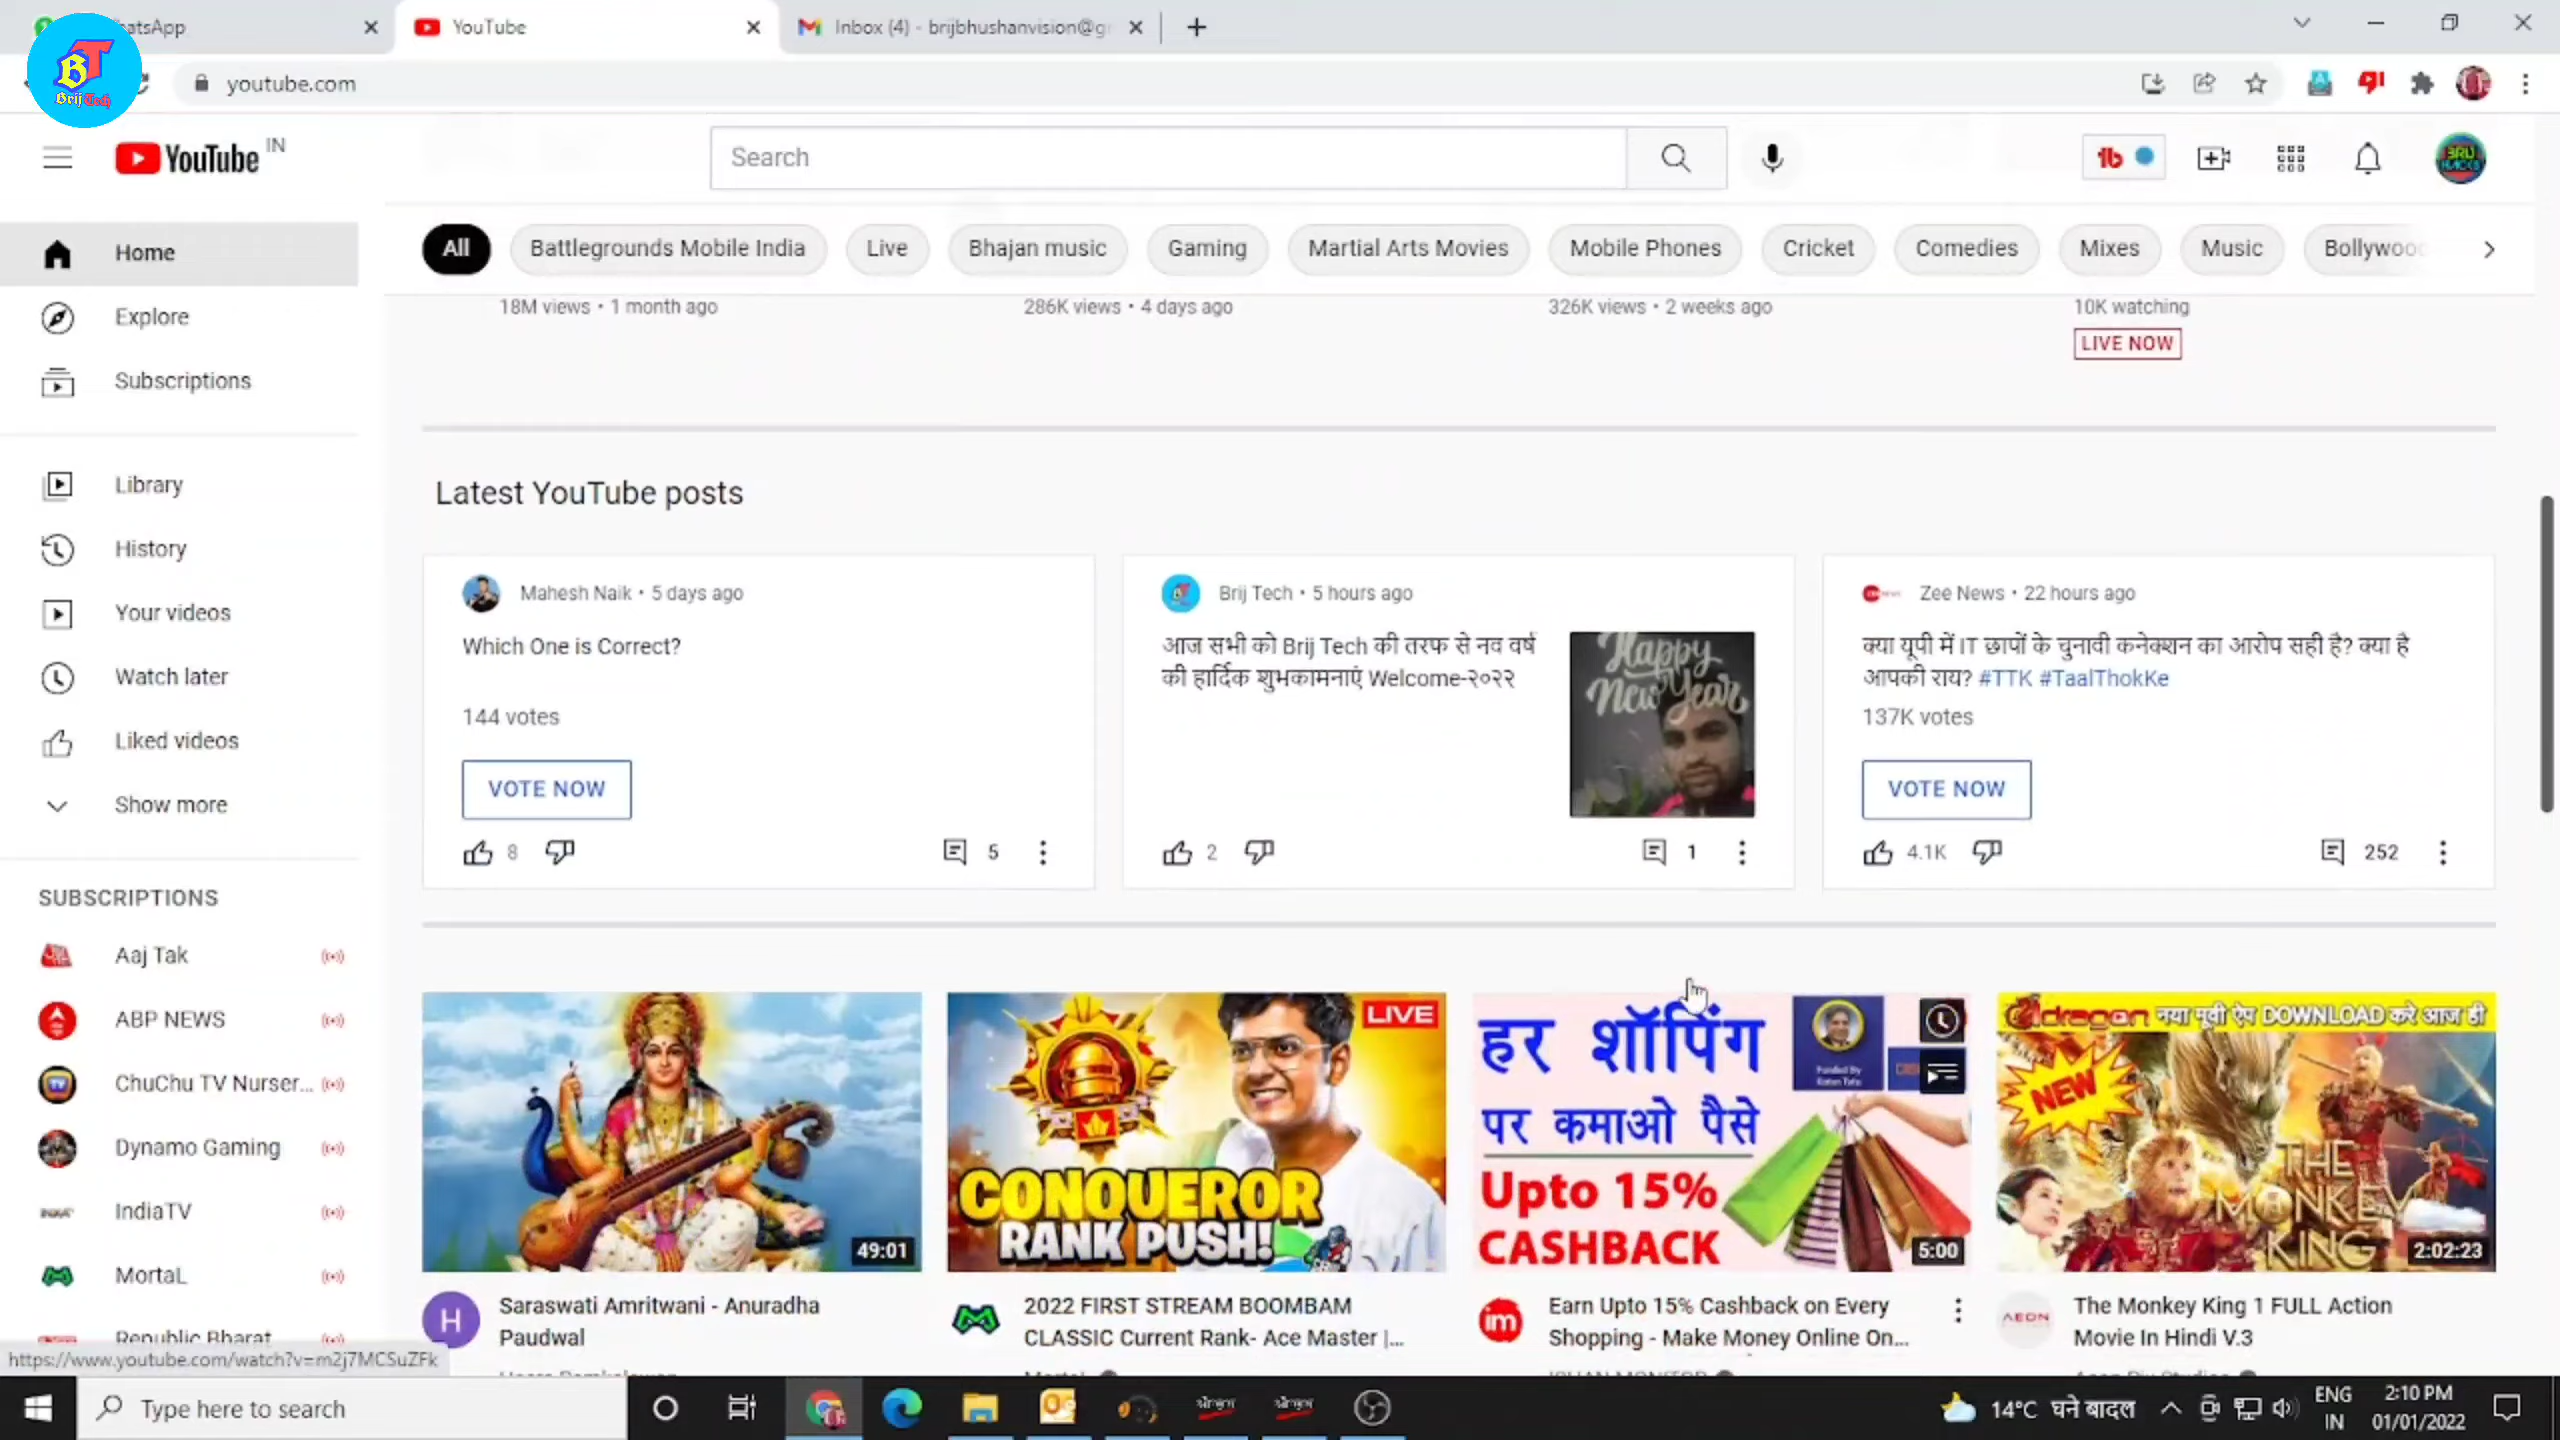 atsApp
YouTube
Inbox (4) - brijbhushanvision@g
BT
Brij Tech
youtube.com
YouTube IN
Search
Home
Explore
Subscriptions
Library
History
Your videos
Watch later
Liked videos
Show more
SUBSCRIPTIONS
Aaj Tak
ABP NEWS
ChuChu TV Nurser...
Dynamo Gaming
IndiaTV
MortaL
Republic Bharat
All
Battlegrounds Mobile India
Live
Bhajan music
Gaming
Martial Arts Movies
Mobile Phones
Cricket
Comedies
Mixes
Music
Bollywoo
18M views • 1 month ago
286K views • 4 days ago
326K views • 2 weeks ago
10K watching
LIVE NOW
Latest YouTube posts
Mahesh Naik • 5 days ago
Which One is Correct?
144 votes
VOTE NOW
8
5
Brij Tech • 5 hours ago
आज सभी को Brij Tech की तरफ से नव वर्ष
की हार्दिक शुभकामनाएं Welcome-२०२२
Happy
New Year
2
1
Zee News • 22 hours ago
क्या यूपी में IT छापों के चुनावी कनेक्शन का आरोप सही है? क्या है
आपकी राय? #TTK #TaalThokKe
137K votes
VOTE NOW
4.1K
252
49:01
Saraswati Amritwani - Anuradha
Paudwal
LIVE
CONQUEROR
RANK PUSH!
2022 FIRST STREAM BOOMBAM
CLASSIC Current Rank- Ace Master |...
हर शॉपिंग
पर कमाओ पैसे
Upto 15%
CASHBACK
Funded By
Ratan Tata
5:00
im
Earn Upto 15% Cashback on Every
Shopping - Make Money Online On...
dragon नया मूवी ऐप DOWNLOAD करे आज ही
NEW
THE
MONKEY
KING
2:02:23
AEON
The Monkey King 1 FULL Action
Movie In Hindi V.3
H
https://www.youtube.com/watch?v=m2j7MCSuZFk
Type here to search
14°C घने बादल
ENG
IN
2:10 PM
01/01/2022